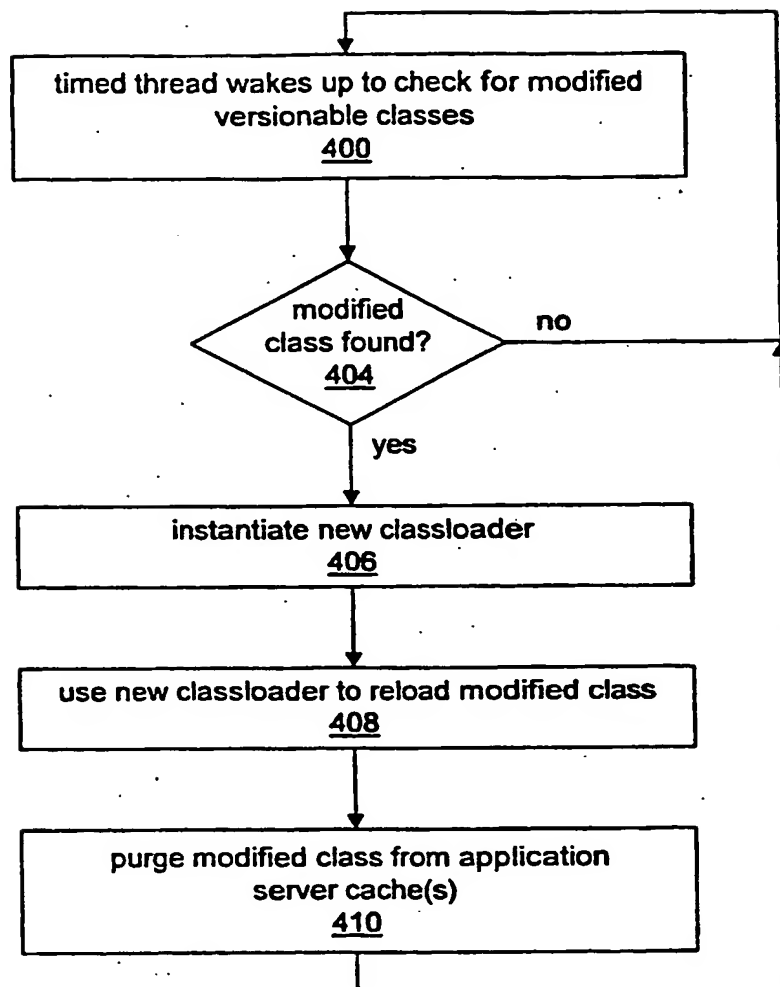 timed thread wakes up to check for modified
versionable classes
400
modified
class found?
404
no
yes
instantiate new classloader
406
use new classloader to reload modified class
408
purge modified class from application
server cache(s)
410